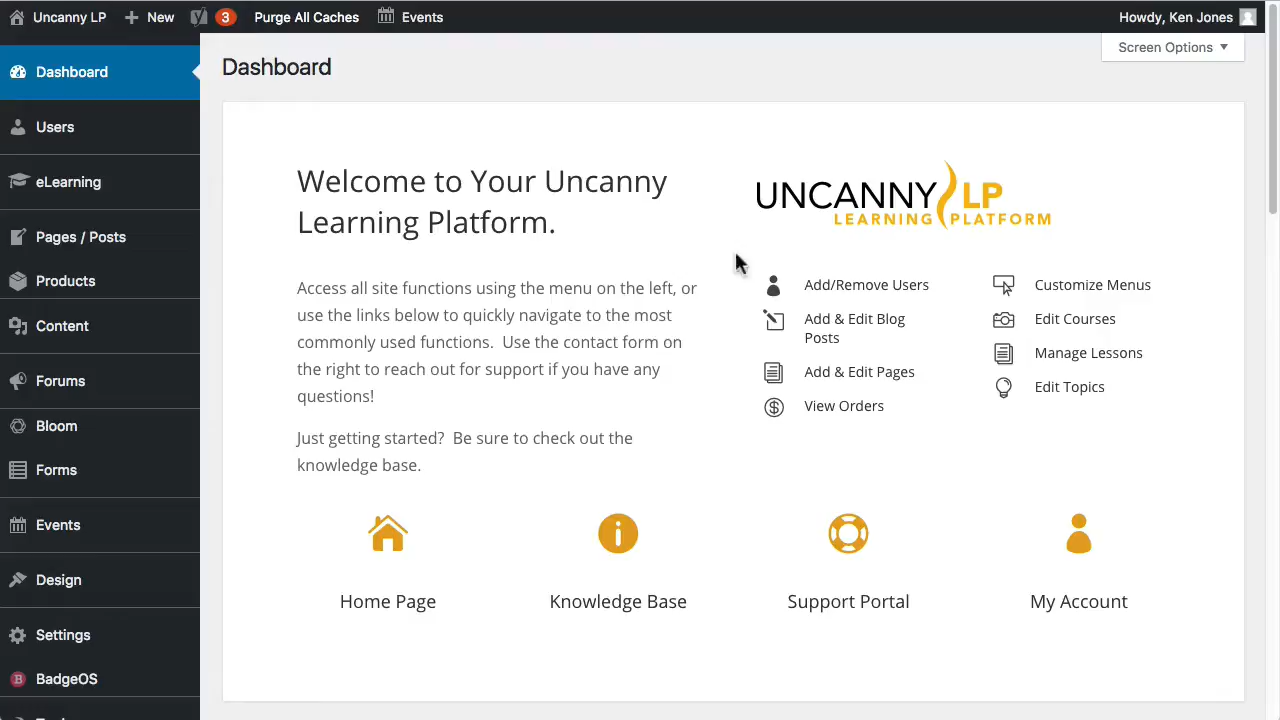 Uncanny LP
New
3
Purge All Caches
Events
Howdy, Ken Jones
Screen Options
Dashboard
Users
eLearning
Pages / Posts
Products
Content
Forums
Bloom
Forms
Events
Design
Settings
BadgeOS
Dashboard
Welcome to Your Uncanny
Learning Platform.
Access all site functions using the menu on the left, or
use the links below to quickly navigate to the most
commonly used functions.  Use the contact form on
the right to reach out for support if you have any
questions!
Just getting started?  Be sure to check out the
knowledge base.
UNCANNY LP
LEARNING PLATFORM
Add/Remove Users
Add & Edit Blog
Posts
Add & Edit Pages
View Orders
Customize Menus
Edit Courses
Manage Lessons
Edit Topics
Home Page
Knowledge Base
Support Portal
My Account